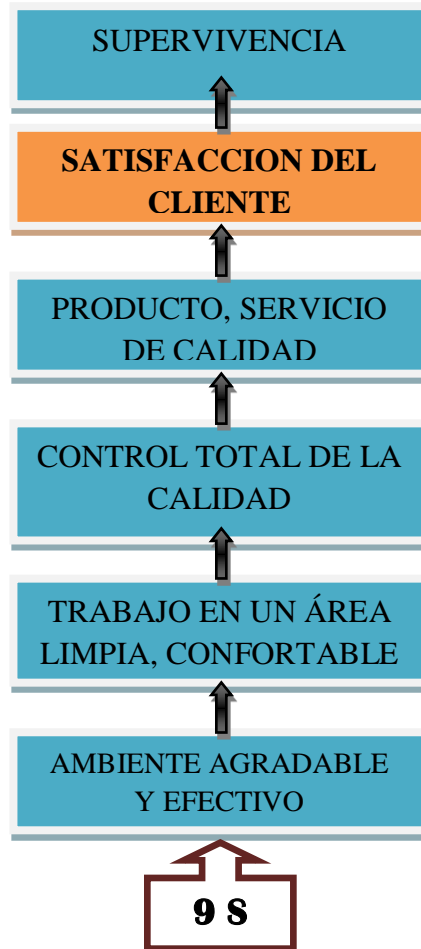 SUPERVIVENCIA
SATISFACCION DEL
CLIENTE
PRODUCTO, SERVICIO
DE CALIDAD
CONTROL TOTAL DE LA
CALIDAD
TRABAJO EN UN ÁREA
LIMPIA, CONFORTABLE
AMBIENTE AGRADABLE
Y EFECTIVO
9 S